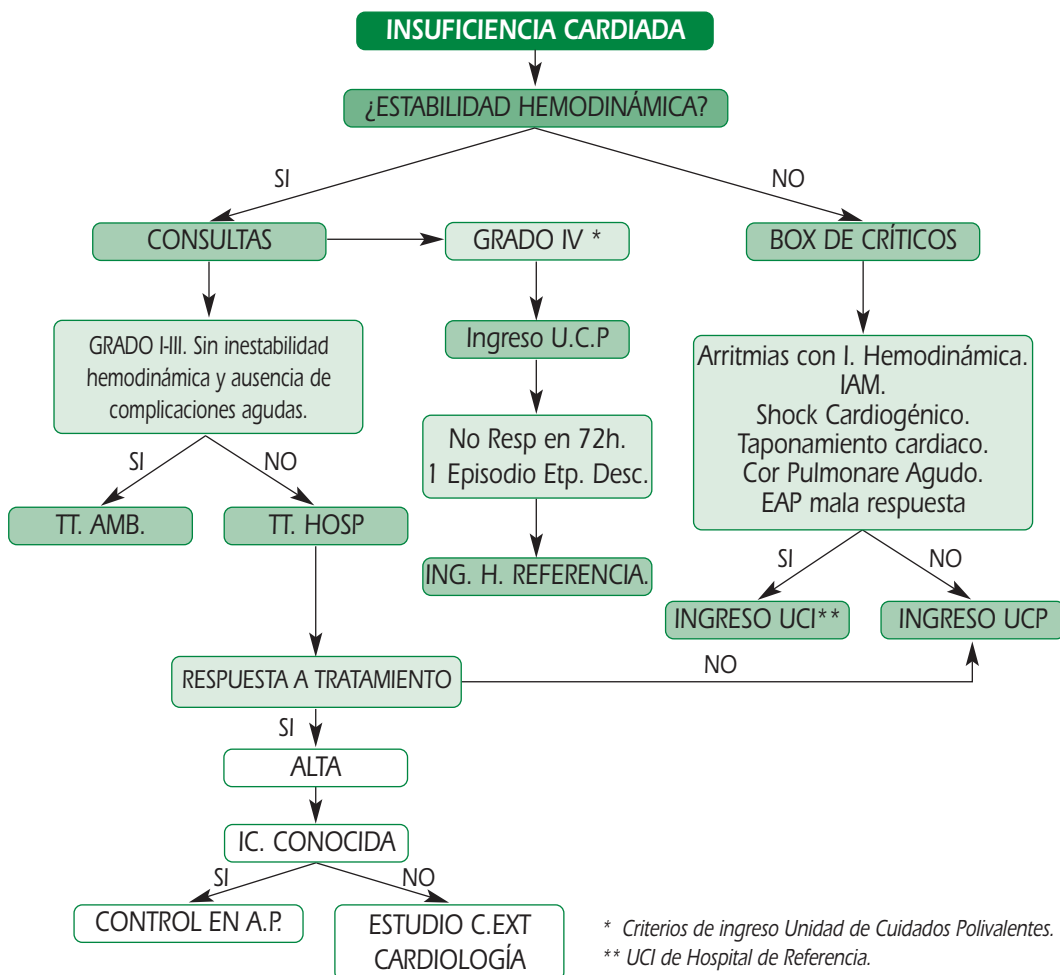 INSUFICIENCIA CARDIADA
¿ESTABILIDAD HEMODINÁMICA?
SI
NO
CONSULTAS
GRADO IV *
BOX DE CRÍTICOS
GRADO I-III. Sin inestabilidad
hemodinámica y ausencia de
complicaciones agudas.
Ingreso U.C.P
Arritmias con I. Hemodinámica.
IAM.
Shock Cardiogénico.
Taponamiento cardiaco.
Cor Pulmonare Agudo.
EAP mala respuesta
No Resp en 72h.
1 Episodio Etp. Desc.
SI
NO
TT. AMB.
TT. HOSP
ING. H. REFERENCIA.
SI
NO
INGRESO UCI**
INGRESO UCP
RESPUESTA A TRATAMIENTO
NO
SI
ALTA
IC. CONOCIDA
SI
NO
CONTROL EN A.P.
ESTUDIO C.EXT
CARDIOLOGÍA
* Criterios de ingreso Unidad de Cuidados Polivalentes.
** UCI de Hospital de Referencia.